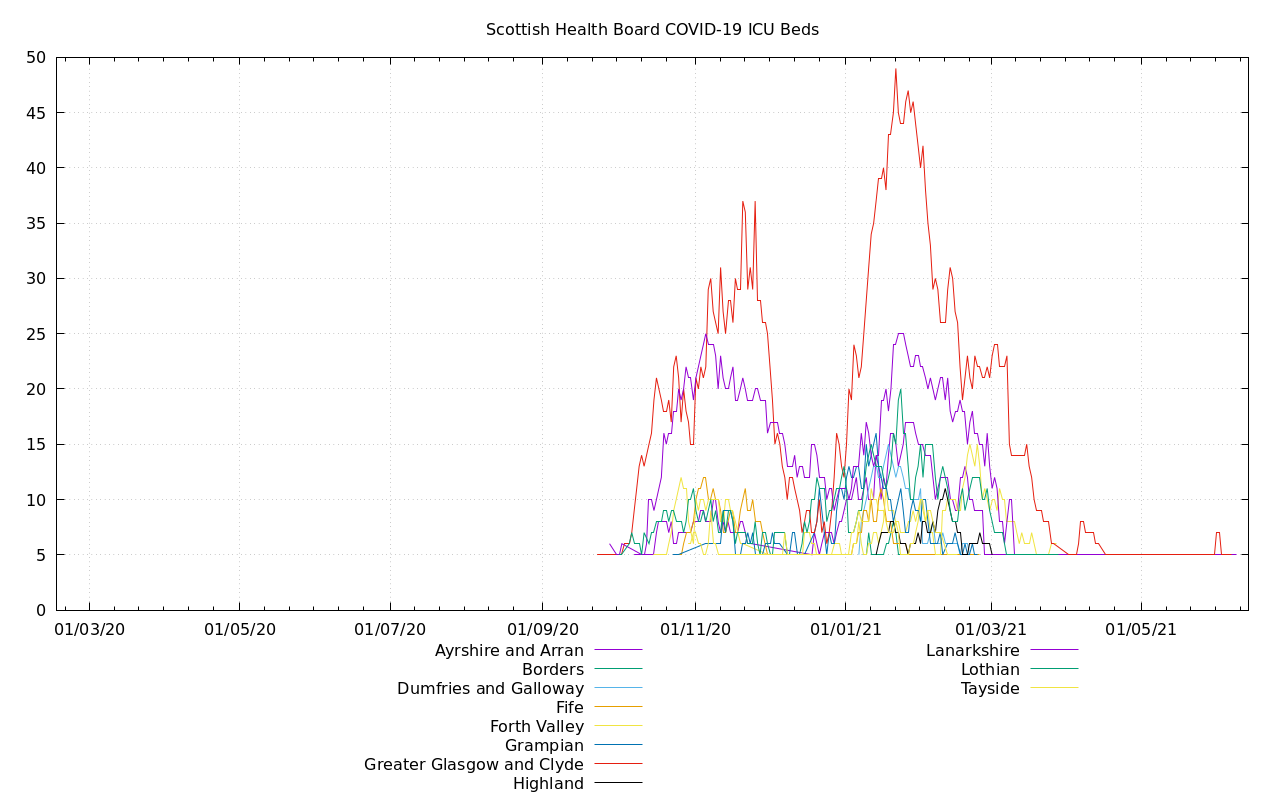 Scottish Health Board COVID-19 ICU Beds
50
45
40
35
30
25
20
15
10
5
0
01/03/20 01/05/20 01/07/20 01/09/20 01/11/20 01/01/21 01/03/21 01/05/21
Ayrshire and Arran
Borders
Dumfries and Galloway
Fife
Forth Valley
Grampian
Greater Glasgow and Clyde
Highland
Lanarkshire
Lothian
Tayside